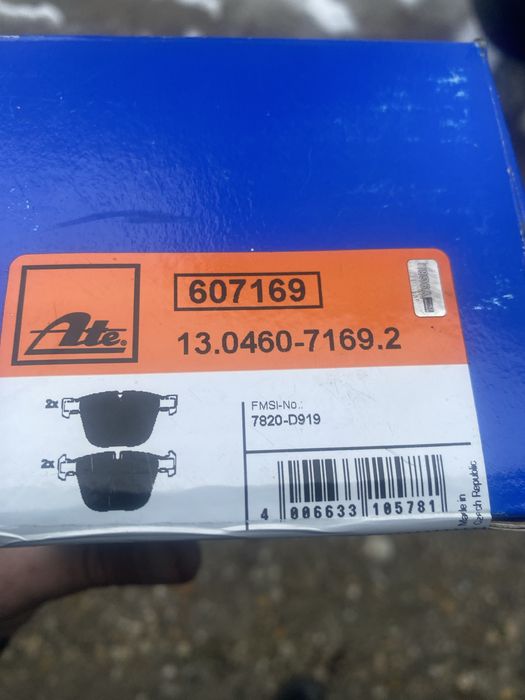 607169
Ate®
13.0460-7169.2
2x
2x
FMSI-No.:
7820-D919
4 006633 105781
Made in
Czech Republic